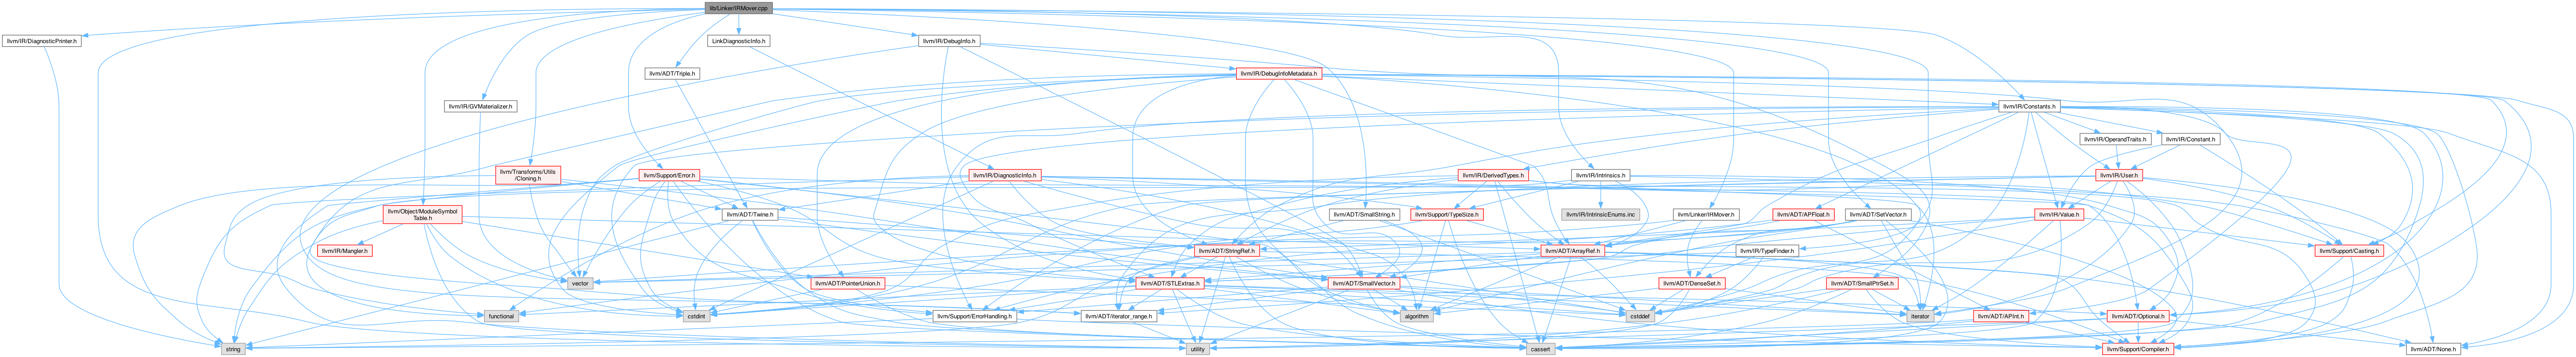 lib/Linker/IRMover.cpp
llvm/IR/DiagnosticPrinter.h
LinkDiagnosticInfo.h
llvm/IR/DebugInfo.h
llvm/ADT/Triple.h
llvm/IR/DebugInfoMetadata.h
llvm/IR/GVMaterializer.h
llvm/IR/Constants.h
llvm/IR/OperandTraits.h
llvm/IR/Constant.h
llvm/Transforms/Utils
/Cloning.h
llvm/Support/Error.h
llvm/IR/DiagnosticInfo.h
llvm/IR/DerivedTypes.h
llvm/IR/Intrinsics.h
llvm/IR/User.h
llvm/Object/ModuleSymbol
Table.h
llvm/ADT/Twine.h
llvm/ADT/SmallString.h
llvm/Support/TypeSize.h
llvm/IR/IntrinsicEnums.inc
llvm/Linker/IRMover.h
llvm/ADT/APFloat.h
llvm/ADT/SetVector.h
llvm/IR/Value.h
llvm/IR/Mangler.h
llvm/ADT/StringRef.h
llvm/ADT/ArrayRef.h
llvm/IR/TypeFinder.h
llvm/Support/Casting.h
vector
llvm/ADT/PointerUnion.h
llvm/ADT/STLExtras.h
llvm/ADT/SmallVector.h
llvm/ADT/DenseSet.h
llvm/ADT/SmallPtrSet.h
functional
cstdint
llvm/Support/ErrorHandling.h
llvm/ADT/iterator_range.h
algorithm
cstddef
iterator
llvm/ADT/APInt.h
llvm/ADT/Optional.h
string
utility
cassert
llvm/Support/Compiler.h
llvm/ADT/None.h